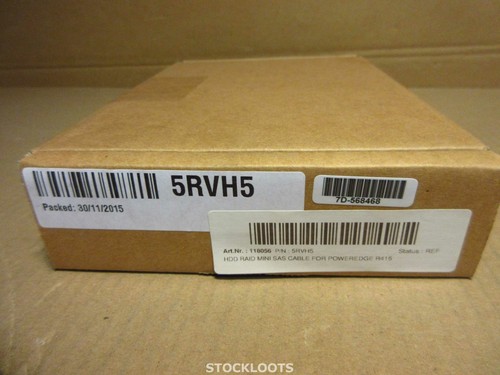 5RVH5
Packed: 30/11/2015
7D-568468
Art.Nr. : 118056 P/N : 5RVH5 Status : REF
HDD RAID MINI SAS CABLE FOR POWEREDGE R415
STOCKLOOTS